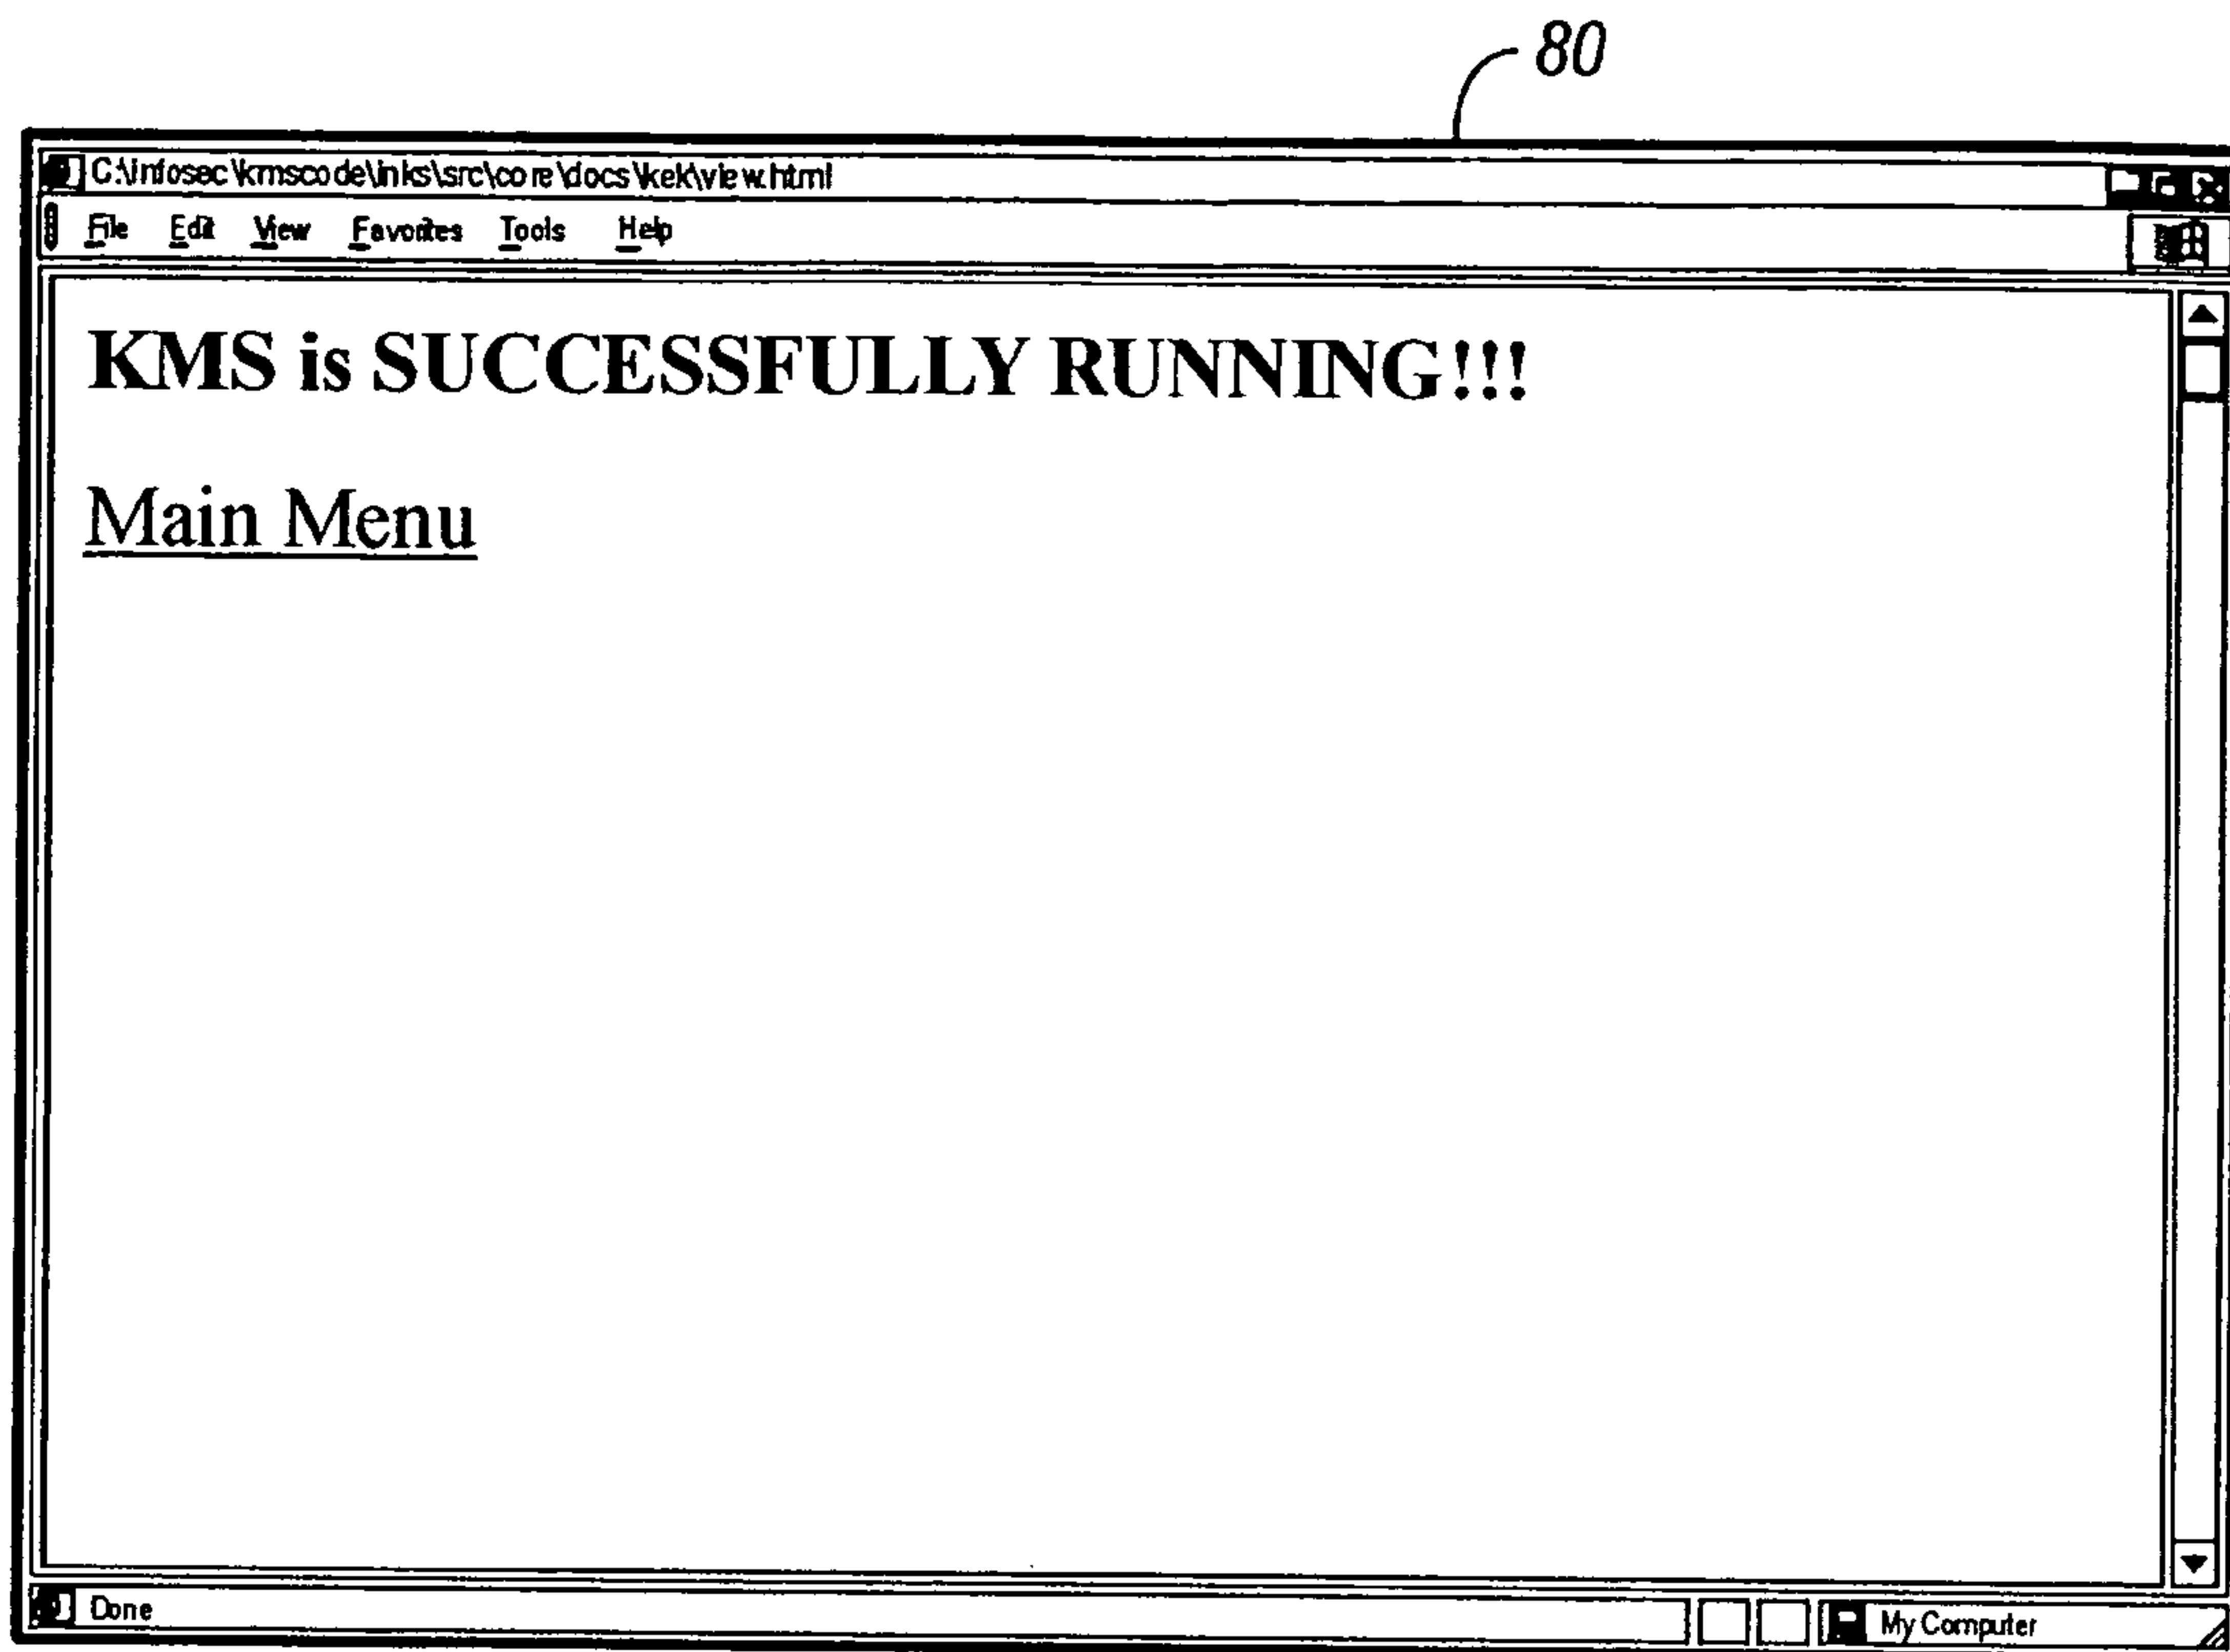 80
C:\infosec\kmscode\inks\src\core\docs\kek\view.html
File Edit View Favorites Tools Help
KMS is SUCCESSFULLY RUNNING!!!
Main Menu
Done
My Computer